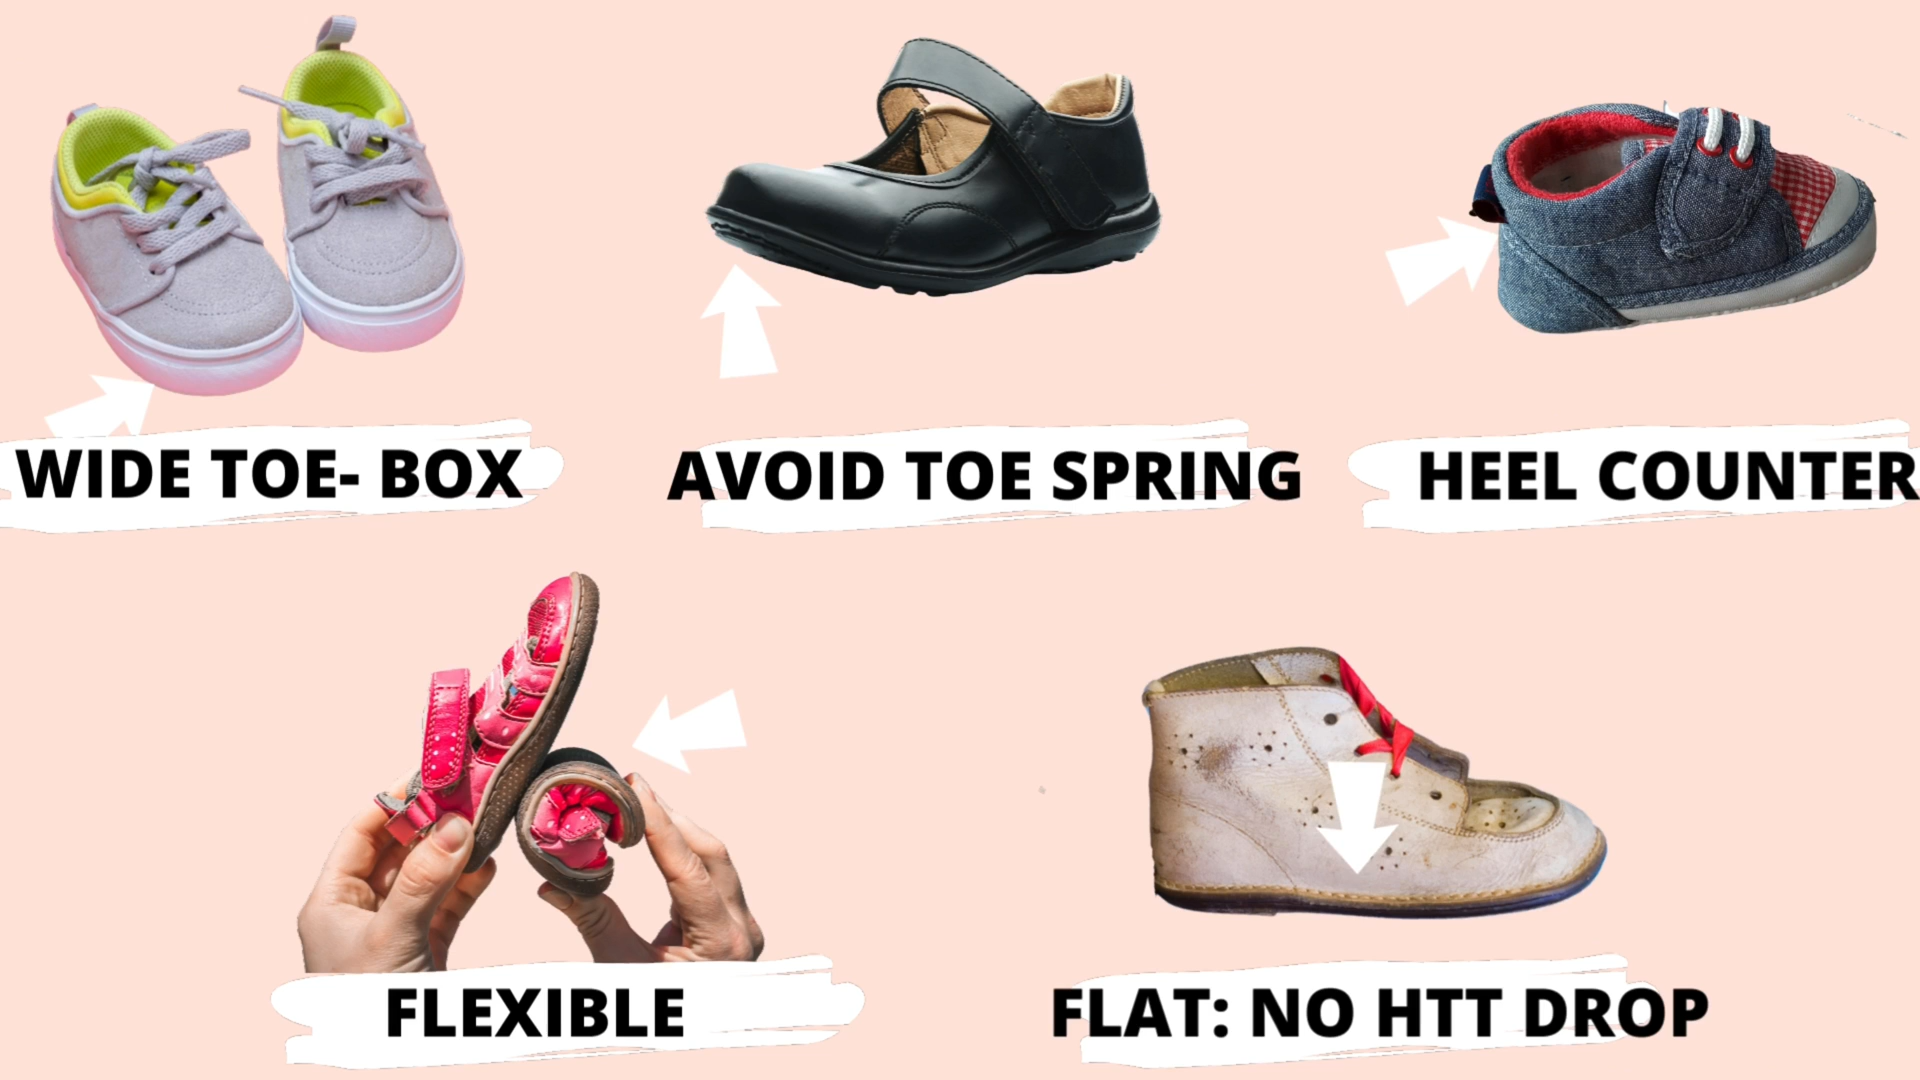 WIDE TOE- BOX
AVOID TOE SPRING
HEEL COUNTER
FLEXIBLE
FLAT: NO HTT DROP